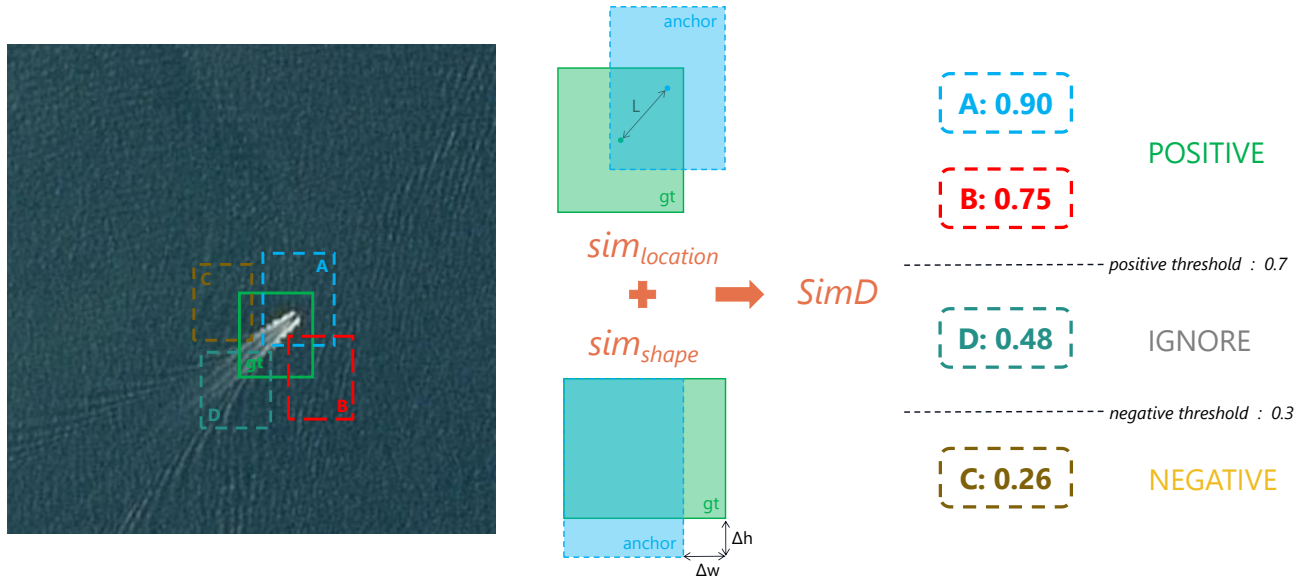 C
A
gt
D
B
anchor
L
gt
sim_location
SimD
sim_shape
gt
anchor
Δh
Δw
A: 0.90
POSITIVE
B: 0.75
positive threshold : 0.7
D: 0.48
IGNORE
negative threshold : 0.3
C: 0.26
NEGATIVE